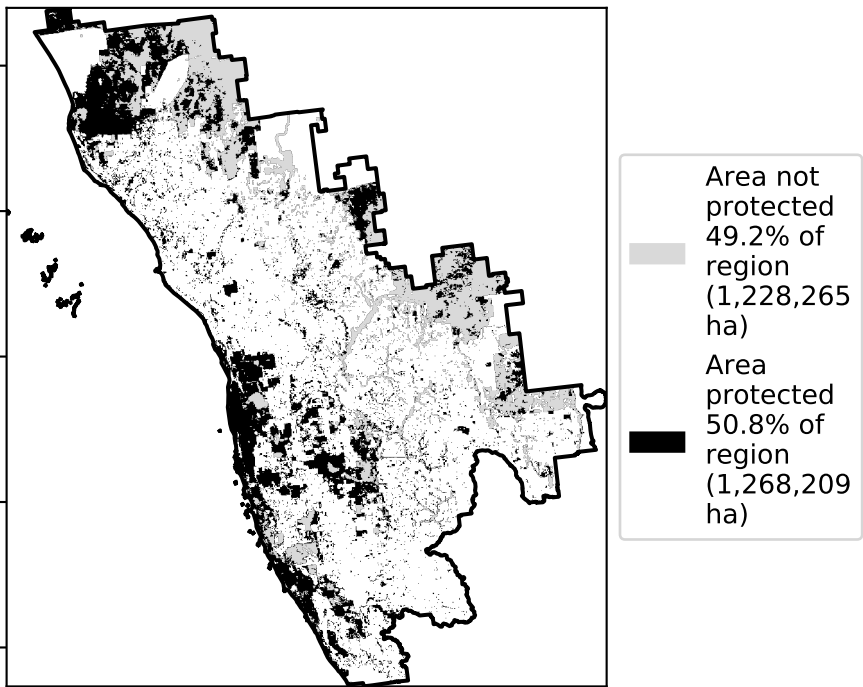 Area not
protected
49.2% of
region
(1,228,265
ha)
Area
protected
50.8% of
region
(1,268,209
ha)